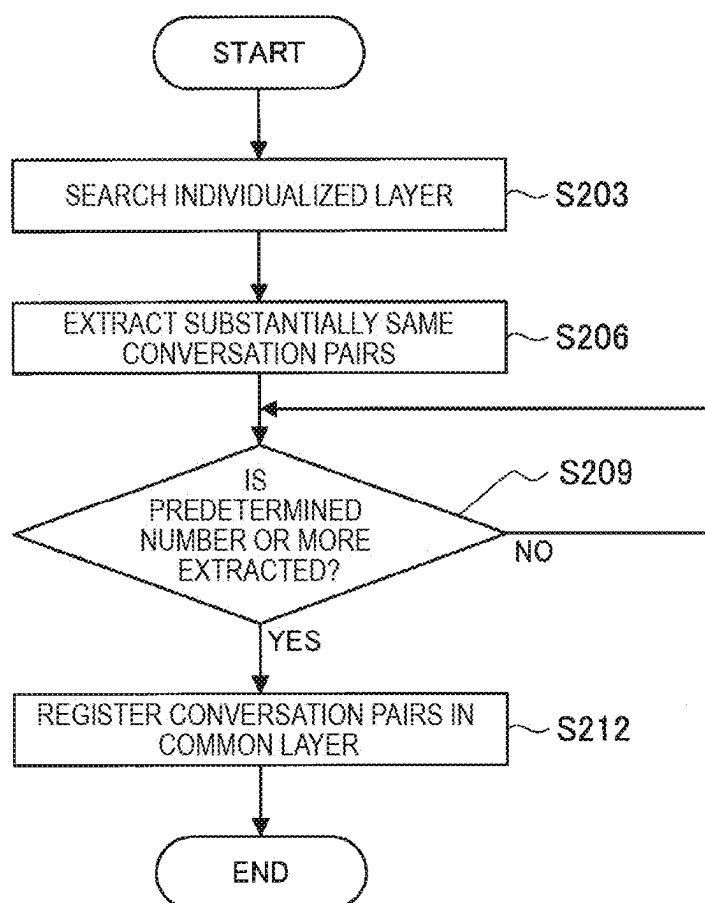 START
SEARCH INDIVIDUALIZED LAYER
S203
EXTRACT SUBSTANTIALLY SAME
CONVERSATION PAIRS
S206
IS
PREDETERMINED
NUMBER OR MORE
EXTRACTED?
S209
NO
YES
REGISTER CONVERSATION PAIRS IN
COMMON LAYER
S212
END